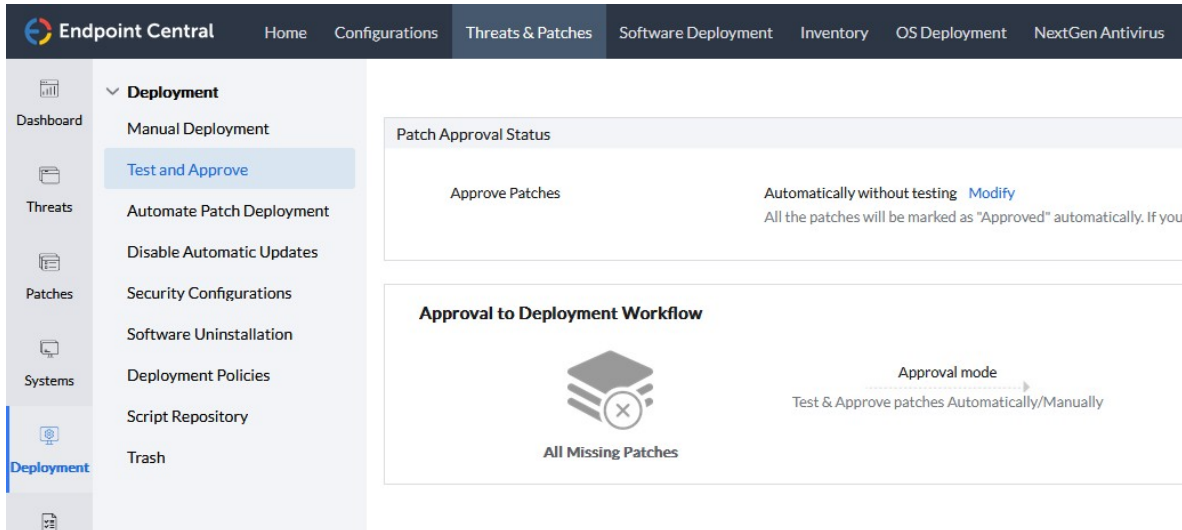 Endpoint Central Home Configurations Threats & Patches Software Deployment Inventory OS Deployment NextGen Antivirus
Dashboard
Threats
Patches
Systems
Deployment
Deployment
Manual Deployment
Test and Approve
Automate Patch Deployment
Disable Automatic Updates
Security Configurations
Software Uninstallation
Deployment Policies
Script Repository
Trash
Patch Approval Status
Approve Patches
Automatically without testing Modify
All the patches will be marked as "Approved" automatically. If you
Approval to Deployment Workflow
All Missing Patches
Approval mode
Test & Approve patches Automatically/Manually